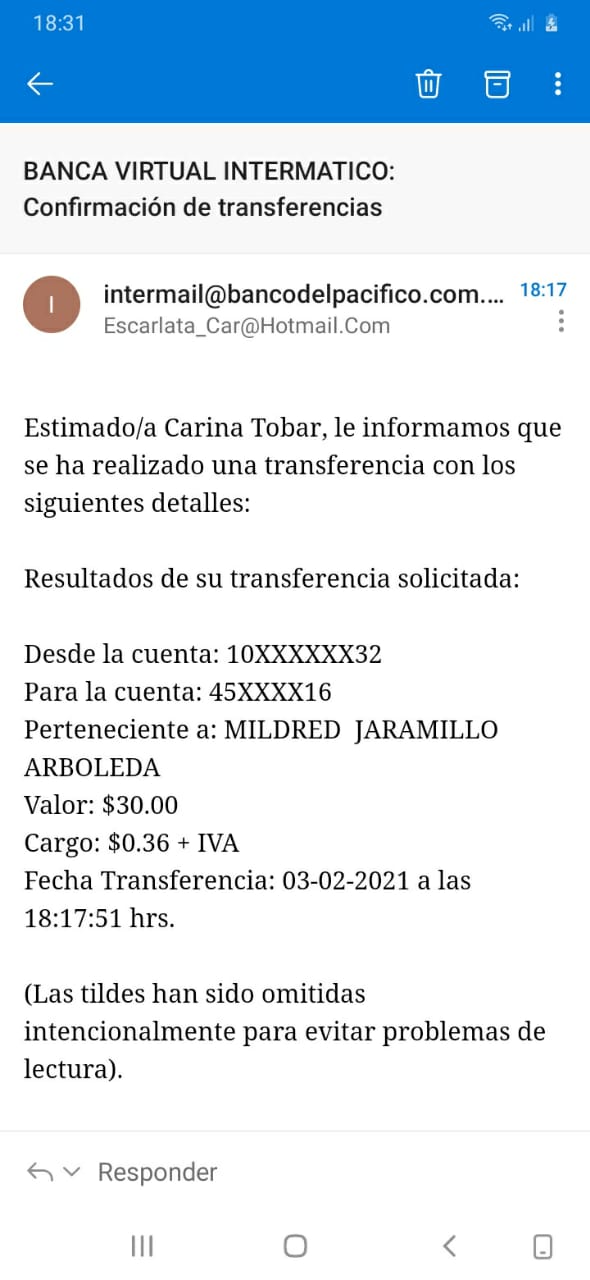 18:31
BANCA VIRTUAL INTERMATICO:
Confirmación de transferencias
I
intermail@bancodelpacifico.com....
18:17
Escarlata_Car@Hotmail.Com
Estimado/a Carina Tobar, le informamos que
se ha realizado una transferencia con los
siguientes detalles:
Resultados de su transferencia solicitada:
Desde la cuenta: 10XXXXXX32
Para la cuenta: 45XXXX16
Perteneciente a: MILDRED  JARAMILLO
ARBOLEDA
Valor: $30.00
Cargo: $0.36 + IVA
Fecha Transferencia: 03-02-2021 a las
18:17:51 hrs.
(Las tildes han sido omitidas
intencionalmente para evitar problemas de
lectura).
Responder